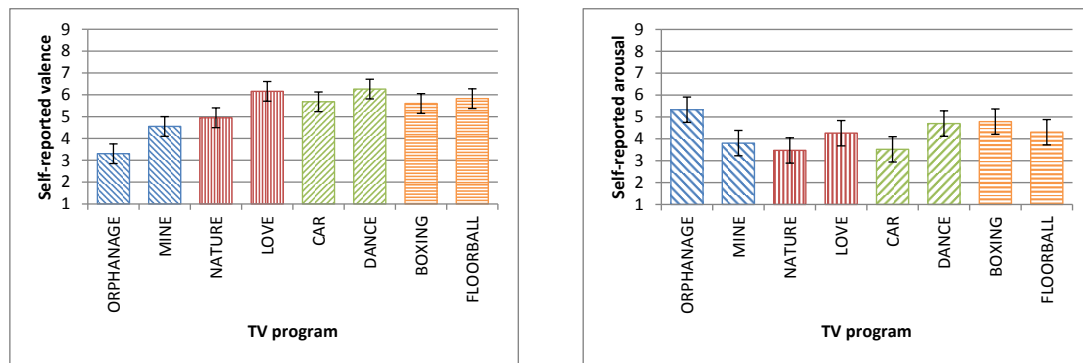 Self-reported valence
9
8
7
6
5
4
3
2
1
ORPHANAGE
MINE
NATURE
LOVE
CAR
DANCE
BOXING
FLOORBALL
TV program
Self-reported arousal
9
8
7
6
5
4
3
2
1
ORPHANAGE
MINE
NATURE
LOVE
CAR
DANCE
BOXING
FLOORBALL
TV program